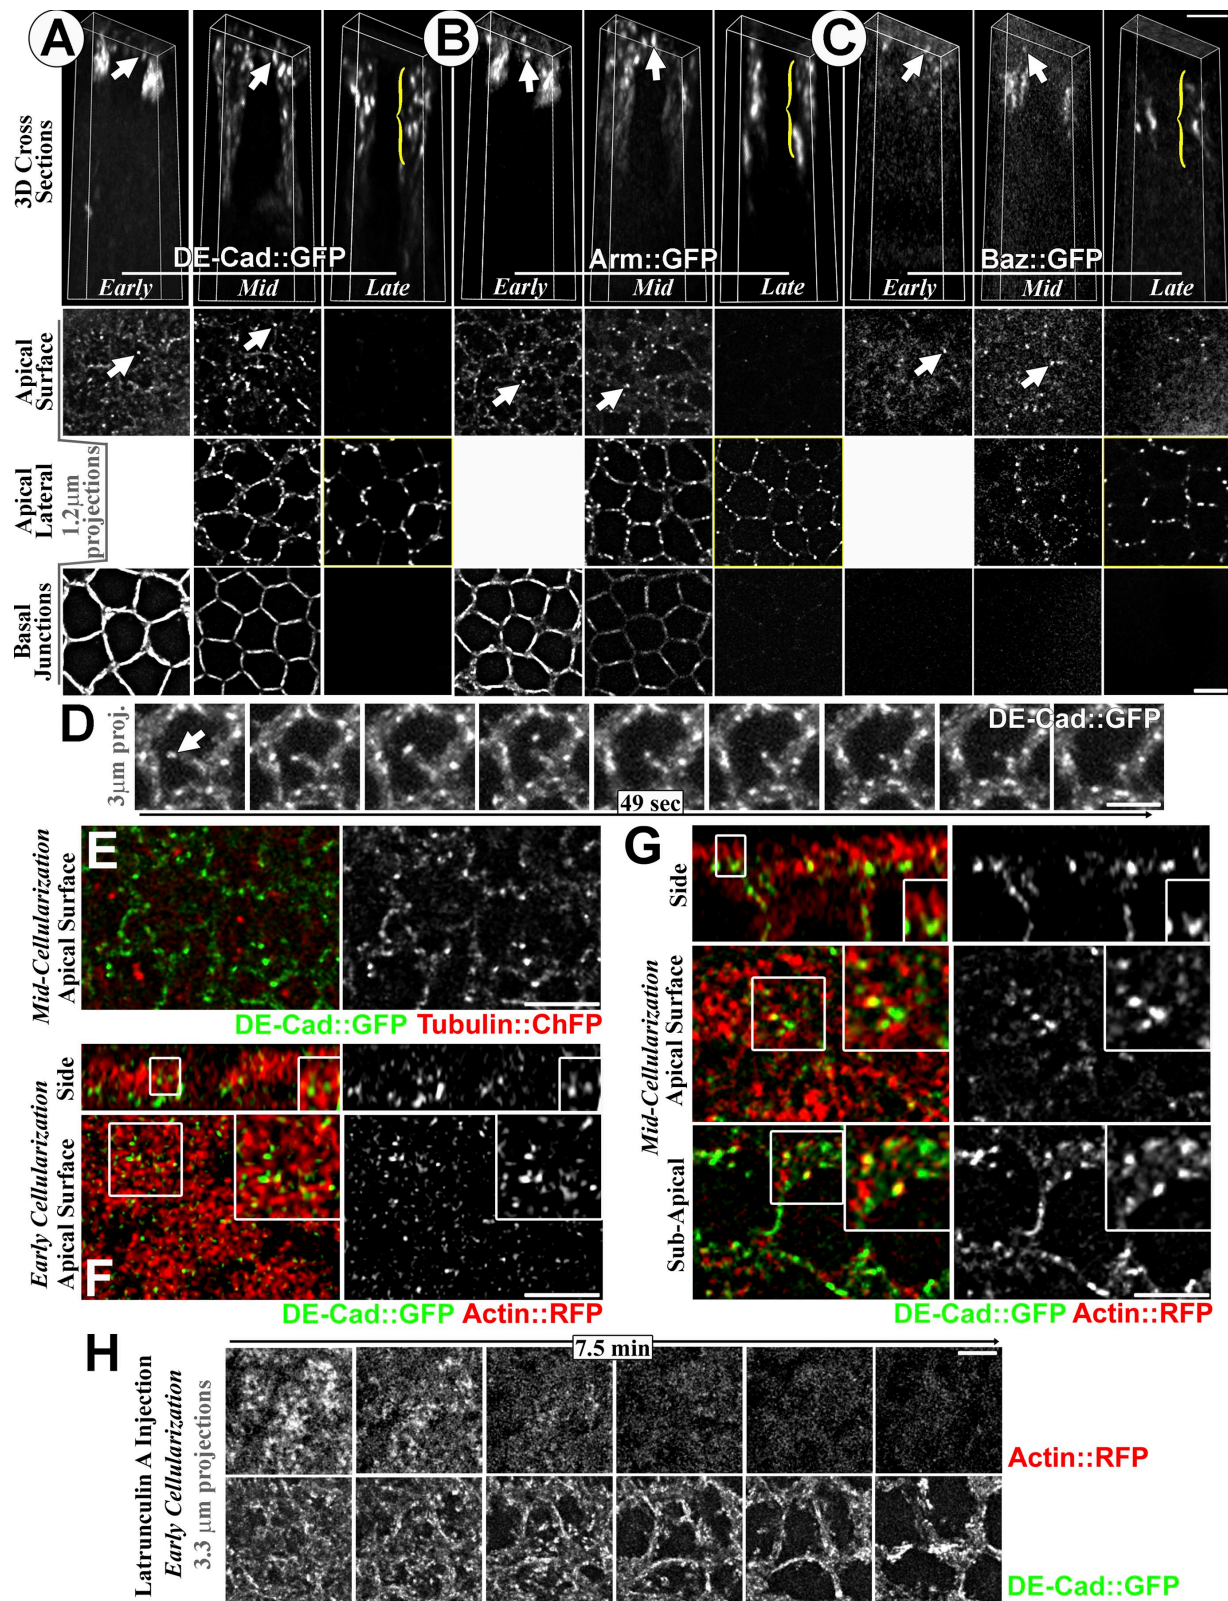 A
B
C
3D Cross
Sections
DE-Cad::GFP
Arm::GFP
Baz::GFP
Early
Mid
Late
Early
Mid
Late
Early
Mid
Late
Apical
Surface
Apical
Lateral
1.2μm
projections
Basal
Junctions
D
3μm proj.
DE-Cad::GFP
49 sec
E
Mid-Cellularization
Apical Surface
DE-Cad::GFP Tubulin::ChFP
Early Cellularization
Side
Apical Surface
F
DE-Cad::GFP Actin::RFP
G
Mid-Cellularization
Side
Apical Surface
Sub-Apical
DE-Cad::GFP Actin::RFP
H
7.5 min
Latrunculin A Injection
Early Cellularization
3.3 μm projections
Actin::RFP
DE-Cad::GFP